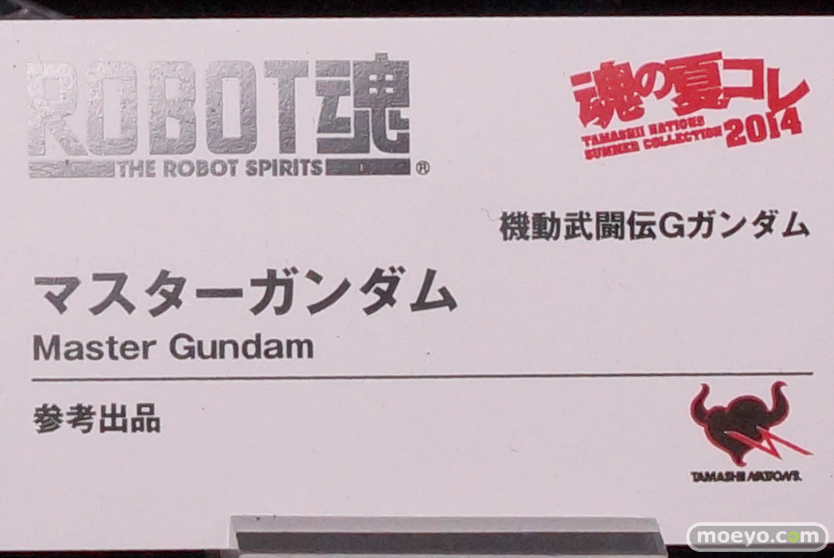 ROBOT魂
THE ROBOT SPIRITS ®
魂の夏コレ
TAMASHII NATIONS
SUMMER COLLECTION 2014
機動武闘伝Gガンダム
マスターガンダム
Master Gundam
参考出品
TAMASHII NATIONS
moeyo.com